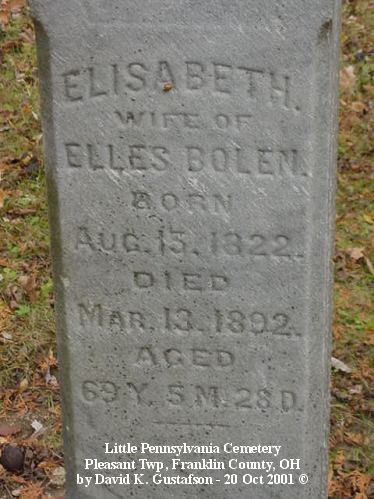 ELISABETH.
WIFE OF
ELLES BOLEN.
BORN
AUG. 15. 1822.
DIED
MAR. 13. 1892.
AGED
69 Y. 5 M. 28 D.
Little Pennsylvania Cemetery
Pleasant Twp, Franklin County, OH
by David K. Gustafson - 20 Oct 2001 ©